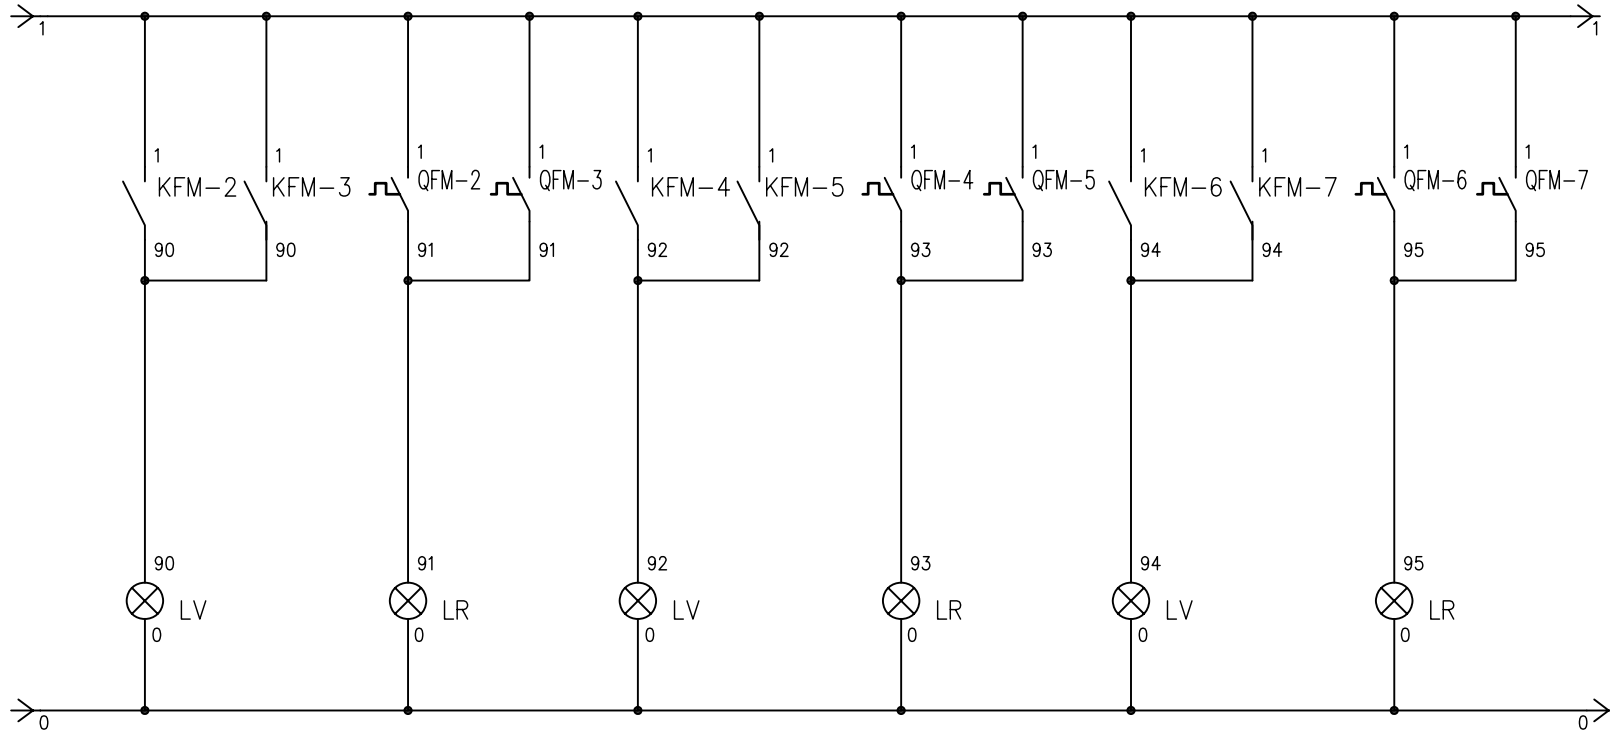 1 1
1 1 1 1 1 1 1 1 1 1 1 1
KFM-2 KFM-3 QFM-2 QFM-3 KFM-4 KFM-5 QFM-4 QFM-5 KFM-6 KFM-7 QFM-6 QFM-7
90 90 91 91 92 92 93 93 94 94 95 95
90 91 92 93 94 95
LV LR LV LR LV LR
0 0 0 0 0 0
0 0